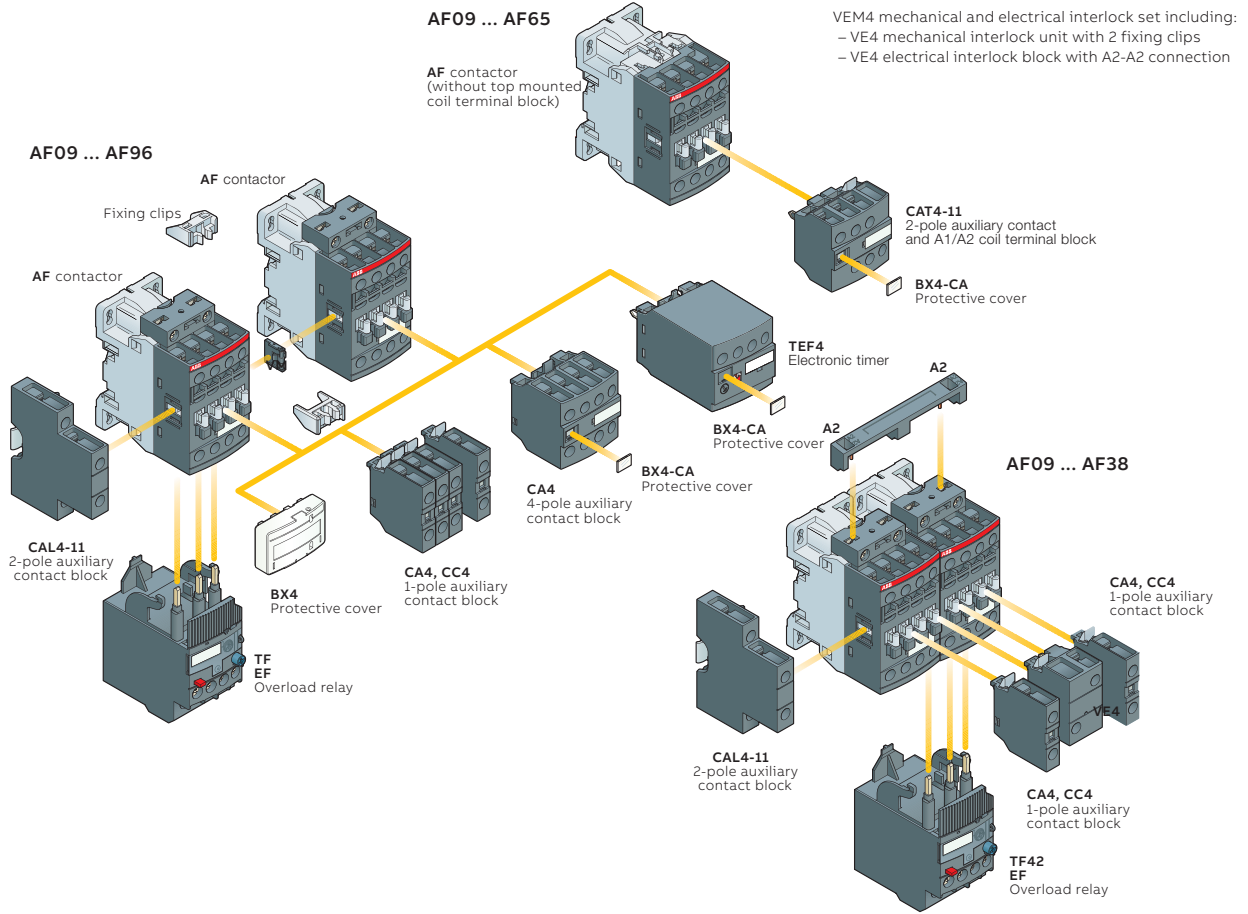 AF09 ... AF65
VEM4 mechanical and electrical interlock set including:
– VE4 mechanical interlock unit with 2 fixing clips
– VE4 electrical interlock block with A2-A2 connection
AF contactor
(without top mounted
coil terminal block)
ABB
AF09 ... AF96
AF contactor
Fixing clips
AF contactor
ABB
ABB
CAT4-11
2-pole auxiliary contact
and A1/A2 coil terminal block
BX4-CA
Protective cover
TEF4
Electronic timer
BX4-CA
Protective cover
CA4
4-pole auxiliary
contact block
BX4-CA
Protective cover
CAL4-11
2-pole auxiliary
contact block
BX4
Protective cover
CA4, CC4
1-pole auxiliary
contact block
TF
EF
Overload relay
A2
A2
AF09 ... AF38
ABB
ABB
CA4, CC4
1-pole auxiliary
contact block
VE4
CAL4-11
2-pole auxiliary
contact block
CA4, CC4
1-pole auxiliary
contact block
TF42
EF
Overload relay